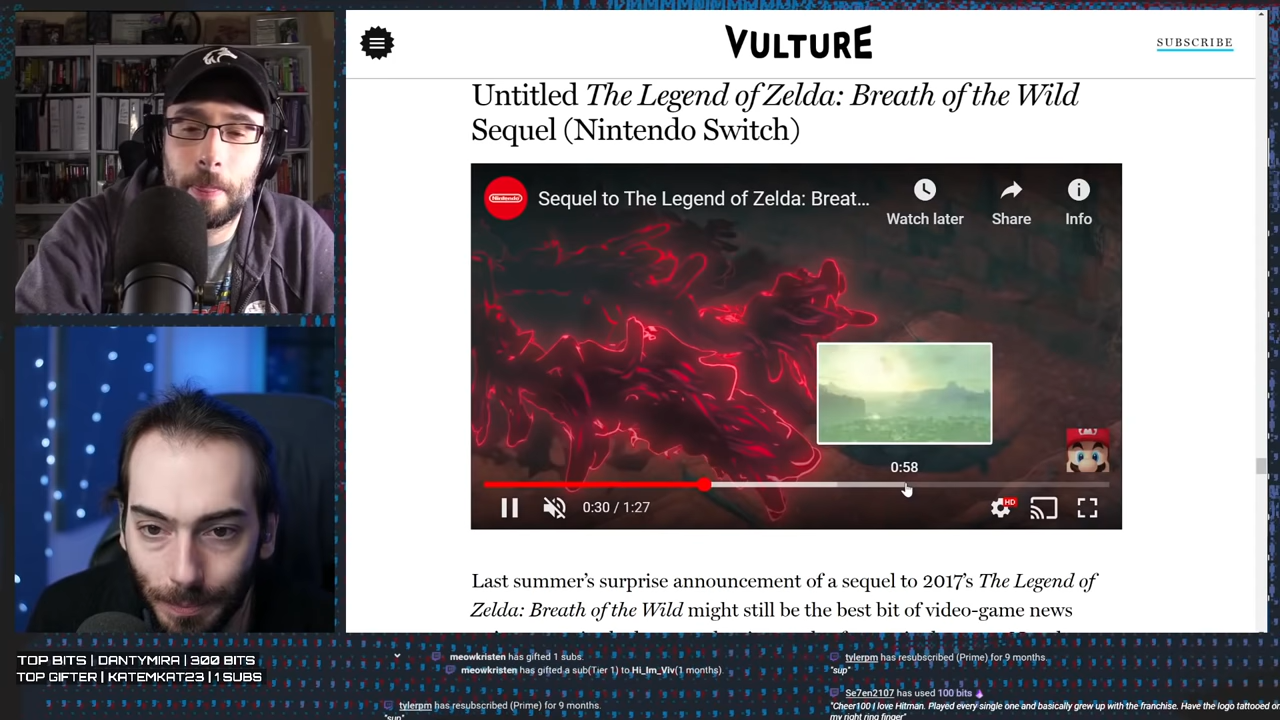 VULTURE
SUBSCRIBE
Untitled The Legend of Zelda: Breath of the Wild
Sequel (Nintendo Switch)
Nintendo
Sequel to The Legend of Zelda: Breat...
Watch later
Share
Info
M
0:58
0:30 / 1:27
HD
Last summer's surprise announcement of a sequel to 2017's The Legend of
Zelda: Breath of the Wild might still be the best bit of video-game news
TOP BITS | DANTYMIRA | 300 BITS
TOP GIFTER | KATEMKAT23 | 1 SUBS
meowkristen has gifted 1 subs.
meowkristen has gifted a sub(Tier 1) to Hi_Im_Viv(1 months).
tylerpm has resubscribed (Prime) for 9 months.
"sup"
tylerpm has resubscribed (Prime) for 9 months.
"sup"
Se7en2107 has used 100 bits
"Cheer100 I love Hitman. Played every single one and basically grew up with the franchise. Have the logo tattooed on
my right ring finger"